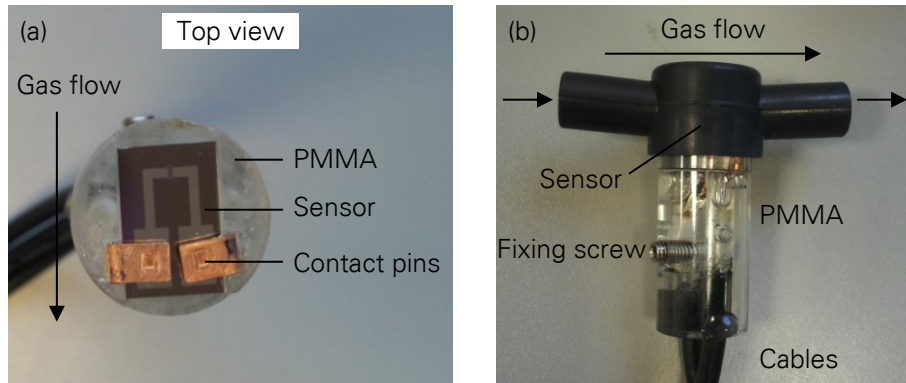 (a)
Top view
Gas flow
PMMA
Sensor
Contact pins
(b)
Gas flow
Sensor
PMMA
Fixing screw
Cables